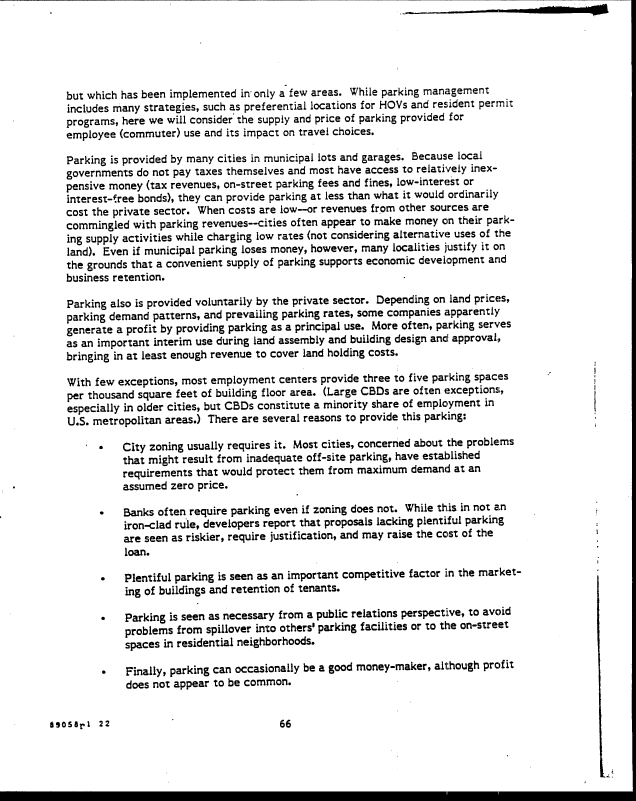 but which has been implemented in only a few areas. While parking management
includes many strategies, such as preferential locations for HOVs and resident permit
programs, here we will consider the supply and price of parking provided for
employee (commuter) use and its impact on travel choices.
Parking is provided by many cities in municipal lots and garages. Because local
governments do not pay taxes themselves and most have access to relatively inex-
pensive money (tax revenues, on-street parking fees and fines, low-interest or
interest-free bonds), they can provide parking at less than what it would ordinarily
cost the private sector. When costs are low--or revenues from other sources are
commingled with parking revenues--cities often appear to make money on their park-
ing supply activities while charging low rates (not considering alternative uses of the
land). Even if municipal parking loses money, however, many localities justify it on
the grounds that a convenient supply of parking supports economic development and
business retention.
Parking also is provided voluntarily by the private sector. Depending on land prices,
parking demand patterns, and prevailing parking rates, some companies apparently
generate a profit by providing parking as a principal use. More often, parking serves
as an important interim use during land assembly and building design and approval,
bringing in at least enough revenue to cover land holding costs.
With few exceptions, most employment centers provide three to five parking spaces
per thousand square feet of building floor area. (Large CBDs are often exceptions,
especially in older cities, but CBDs constitute a minority share of employment in
U.S. metropolitan areas.) There are several reasons to provide this parking:
• City zoning usually requires it. Most cities, concerned about the problems
that might result from inadequate off-site parking, have established
requirements that would protect them from maximum demand at an
assumed zero price.
• Banks often require parking even if zoning does not. While this in not an
iron-clad rule, developers report that proposals lacking plentiful parking
are seen as riskier, require justification, and may raise the cost of the
loan.
• Plentiful parking is seen as an important competitive factor in the market-
ing of buildings and retention of tenants.
• Parking is seen as necessary from a public relations perspective, to avoid
problems from spillover into others' parking facilities or to the on-street
spaces in residential neighborhoods.
• Finally, parking can occasionally be a good money-maker, although profit
does not appear to be common.
89058r1 22
66